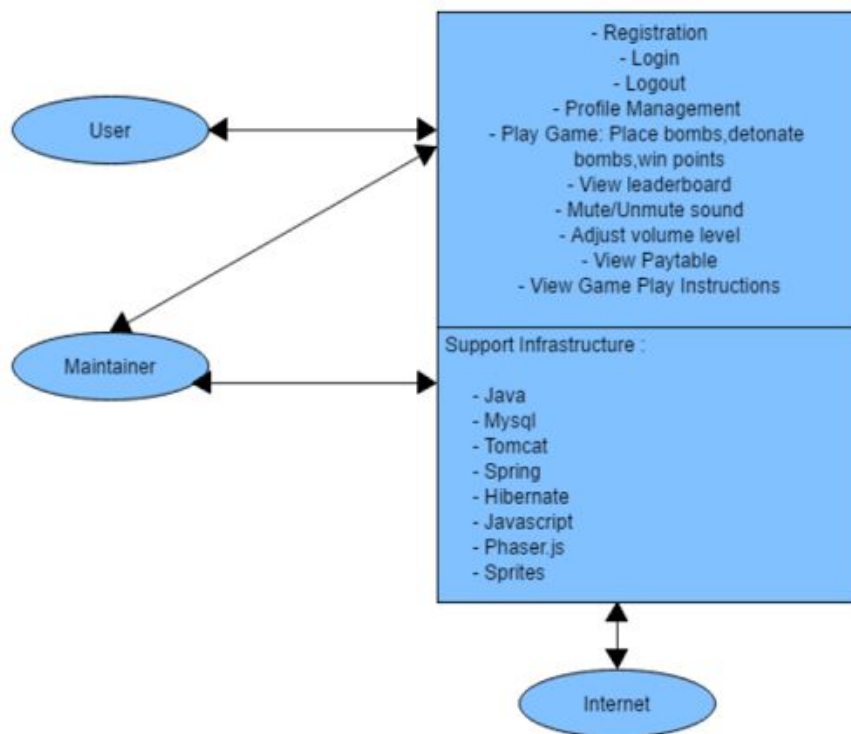 User
Maintainer
- Registration
- Login
- Logout
- Profile Management
- Play Game: Place bombs,detonate
bombs,win points
- View leaderboard
- Mute/Unmute sound
- Adjust volume level
- View Paytable
- View Game Play Instructions
Support Infrastructure :
- Java
- Mysql
- Tomcat
- Spring
- Hibernate
- Javascript
- Phaser.js
- Sprites
Internet